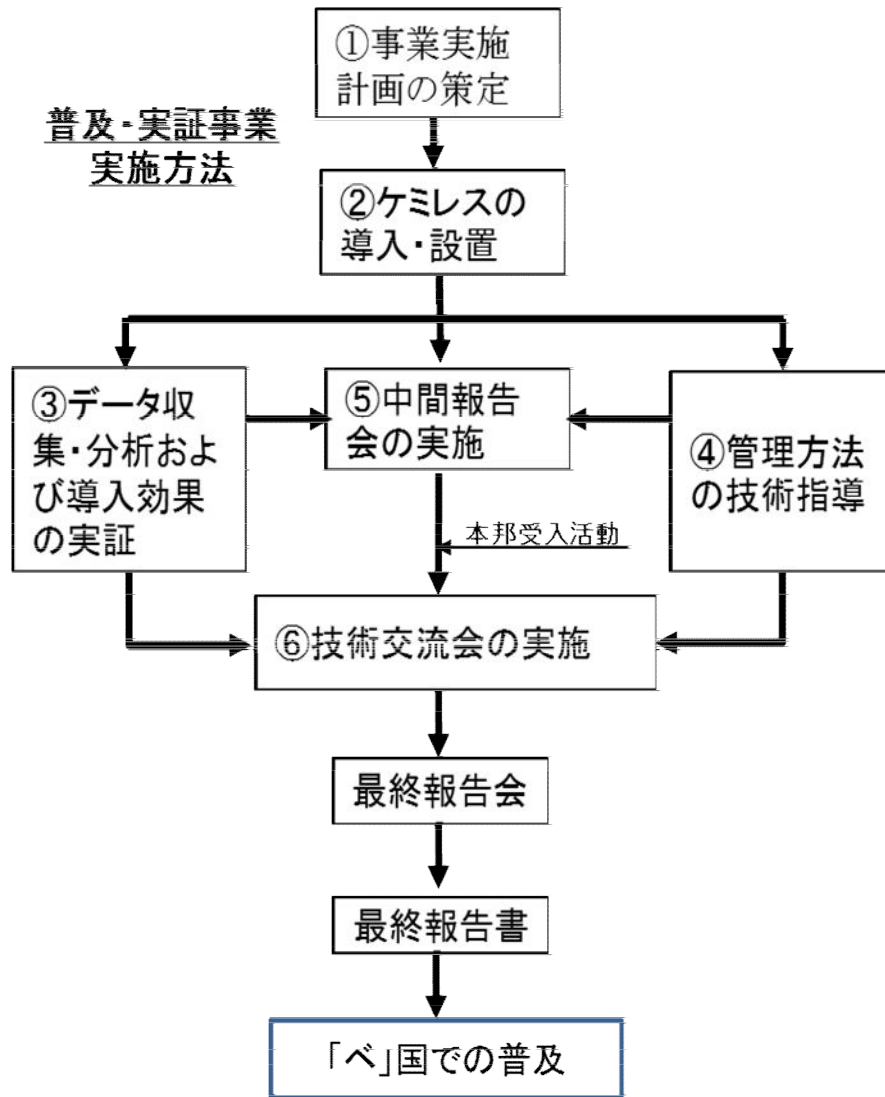 ①事業実施
計画の策定
普及・実証事業
実施方法
②ケミレスの
導入・設置
③データ収
集・分析およ
び導入効果
の実証
⑤中間報告
会の実施
④管理方法
の技術指導
本邦受入活動
⑥技術交流会の実施
最終報告会
最終報告書
「ベ」国での普及